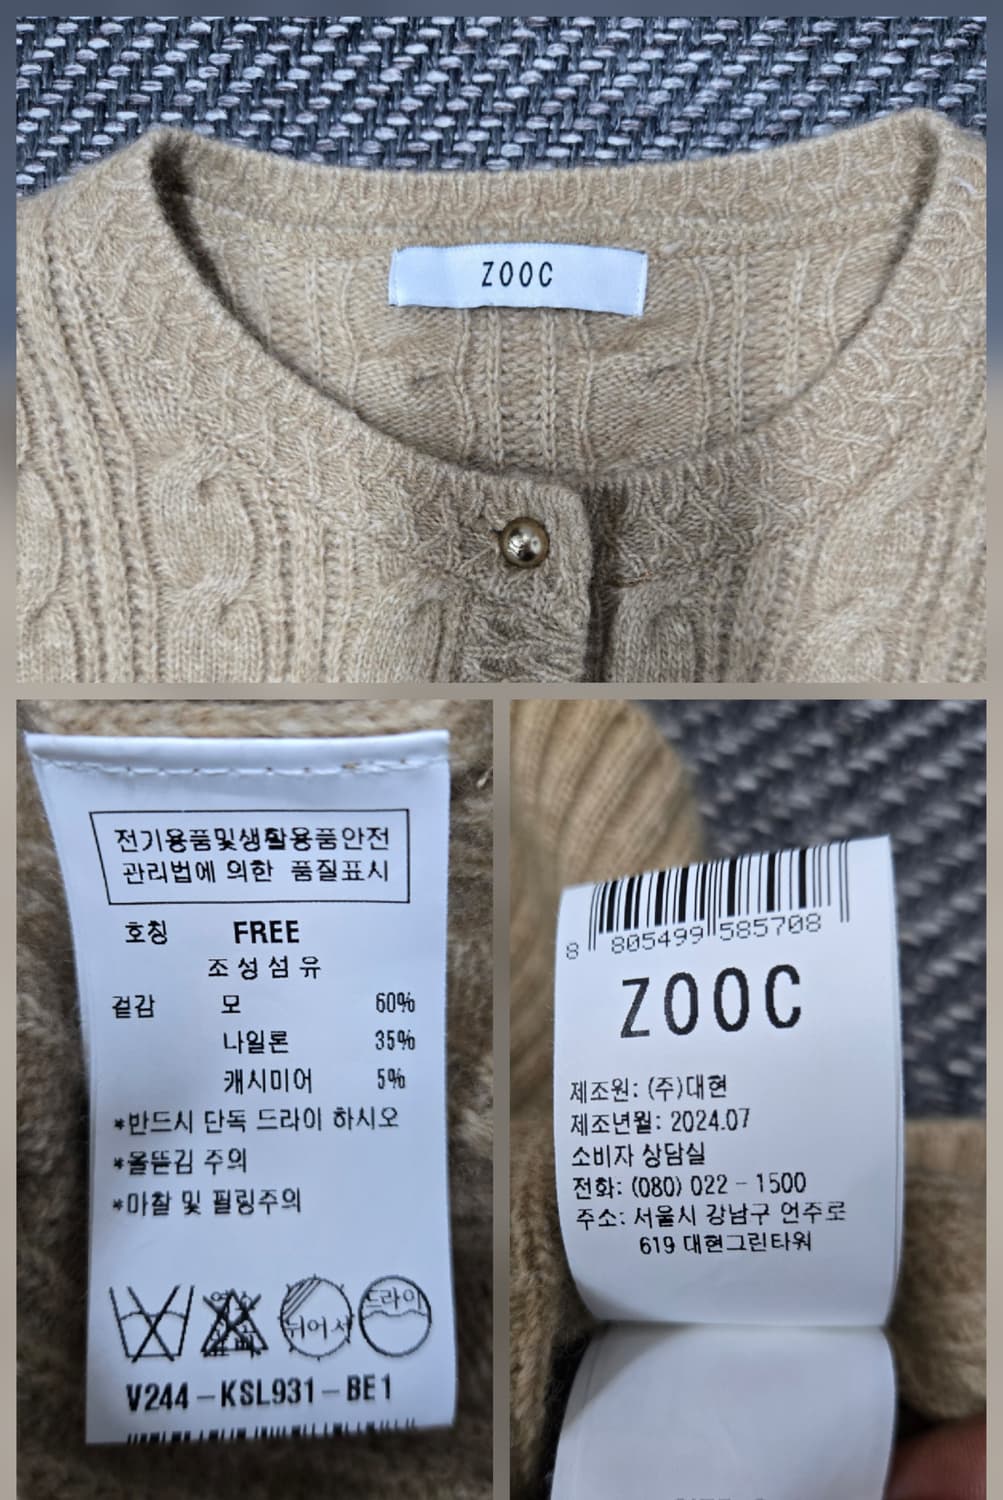 ZOOC
전기용품및생활용품안전
관리법에 의한 품질표시
호칭 FREE
조성섬유
겉감 모 60%
나일론 35%
캐시미어 5%
*반드시 단독 드라이 하시오
*올뜯김 주의
*마찰 및 필링주의
뉘어서
드라이
V244-KSL931-BE1
8 805499 585708
ZOOC
제조원: (주)대현
제조년월: 2024.07
소비자 상담실
전화: (080) 022-1500
주소: 서울시 강남구 언주로
619 대현그린타워